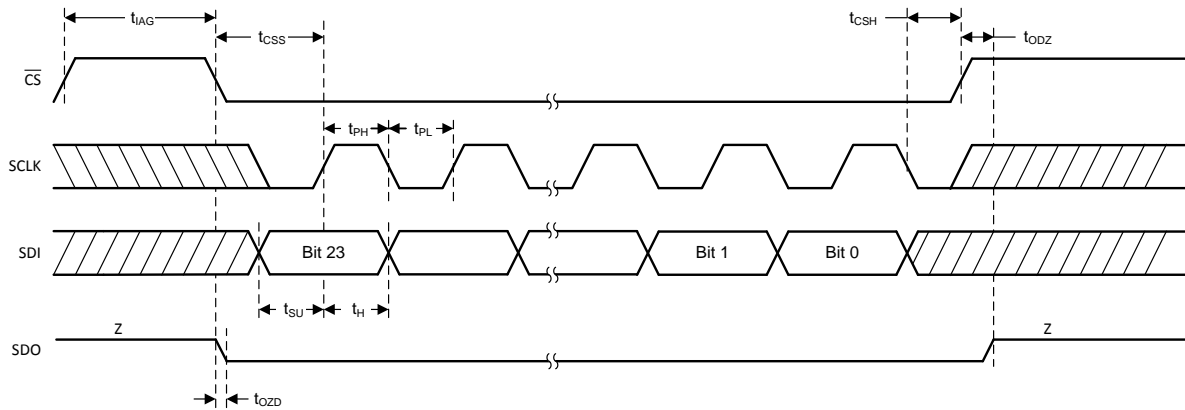 tIAG
tCSS
tCSH
tODZ
CS
tPH
tPL
SCLK
SDI
Bit 23
Bit 1
Bit 0
tSU
tH
Z
Z
SDO
tOZD